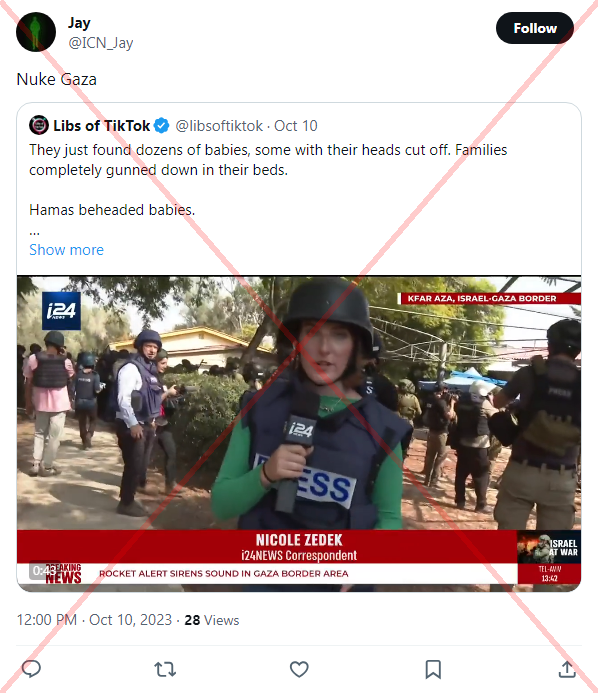 Jay
@ICN_Jay
Follow
Nuke Gaza
Libs of TikTok @libsoftiktok · Oct 10
They just found dozens of babies, some with their heads cut off. Families
completely gunned down in their beds.
Hamas beheaded babies.
...
Show more
i24
NEWS
KFAR AZA, ISRAEL-GAZA BORDER
PRESS
i24
ESS
NICOLE ZEDEK
i24NEWS Correspondent
ISRAEL
AT WAR
BREAKING
NEWS
ROCKET ALERT SIRENS SOUND IN GAZA BORDER AREA
TEL-AVIV
13:42
12:00 PM · Oct 10, 2023 · 28 Views